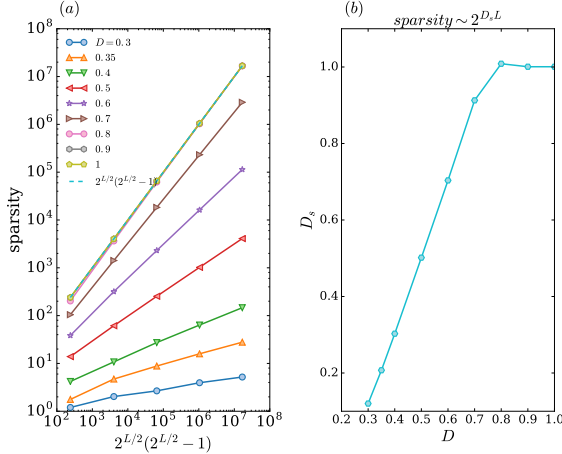 (a)
10^8
10^7
10^6
10^5
10^4
10^3
10^2
10^1
10^0
sparsity
D = 0.3
0.35
0.4
0.5
0.6
0.7
0.8
0.9
1
2^{L/2}(2^{L/2} − 1)
10^2 10^3 10^4 10^5 10^6 10^7 10^8
2^{L/2}(2^{L/2} − 1)
(b)
sparsity ∼ 2^{D_s L}
1.0
0.8
0.6
0.4
0.2
D_s
0.2 0.3 0.4 0.5 0.6 0.7 0.8 0.9 1.0
D